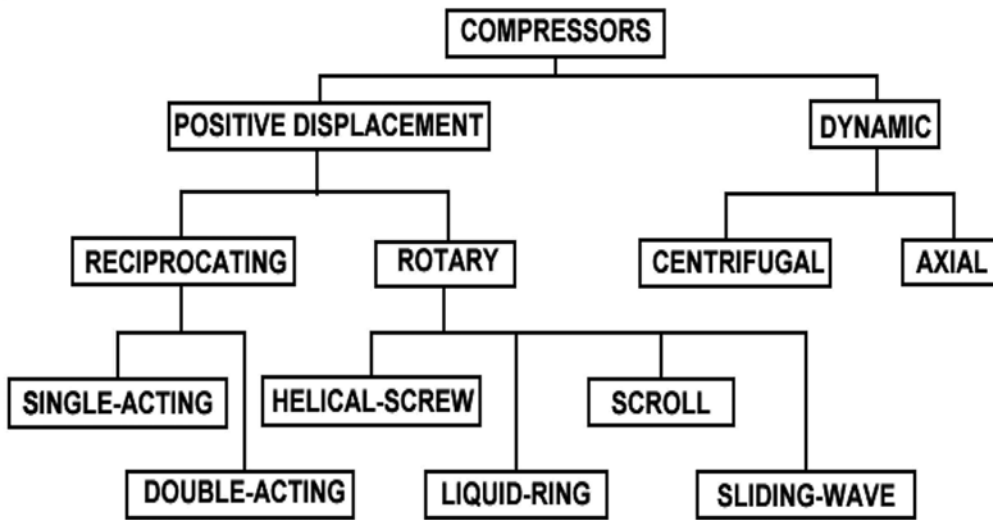 COMPRESSORS
POSITIVE DISPLACEMENT
DYNAMIC
RECIPROCATING
ROTARY
CENTRIFUGAL
AXIAL
SINGLE-ACTING
HELICAL-SCREW
SCROLL
DOUBLE-ACTING
LIQUID-RING
SLIDING-WAVE